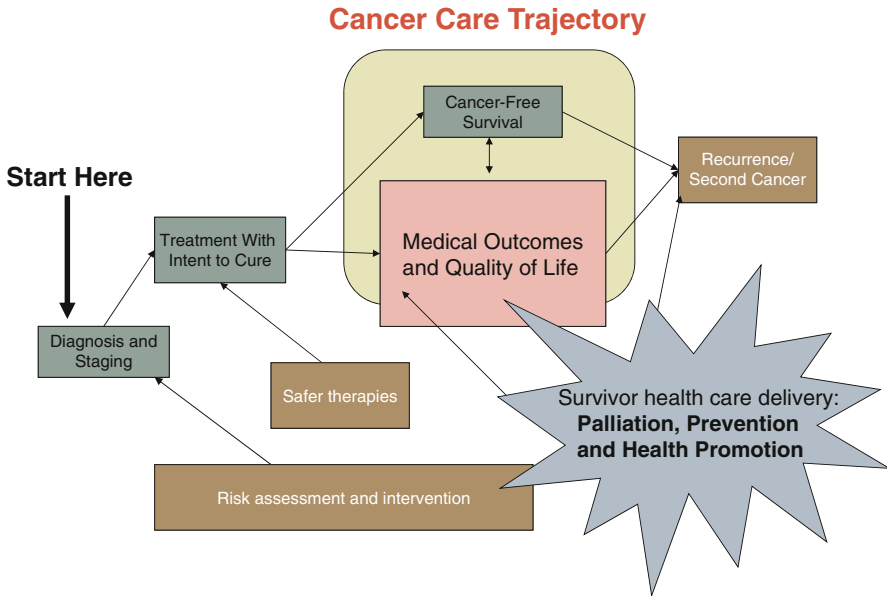 Cancer Care Trajectory
Cancer-Free
Survival
Recurrence/
Second Cancer
Start Here
Treatment With
Intent to Cure
Medical Outcomes
and Quality of Life
Diagnosis and
Staging
Safer therapies
Survivor health care delivery:
Palliation, Prevention
and Health Promotion
Risk assessment and intervention